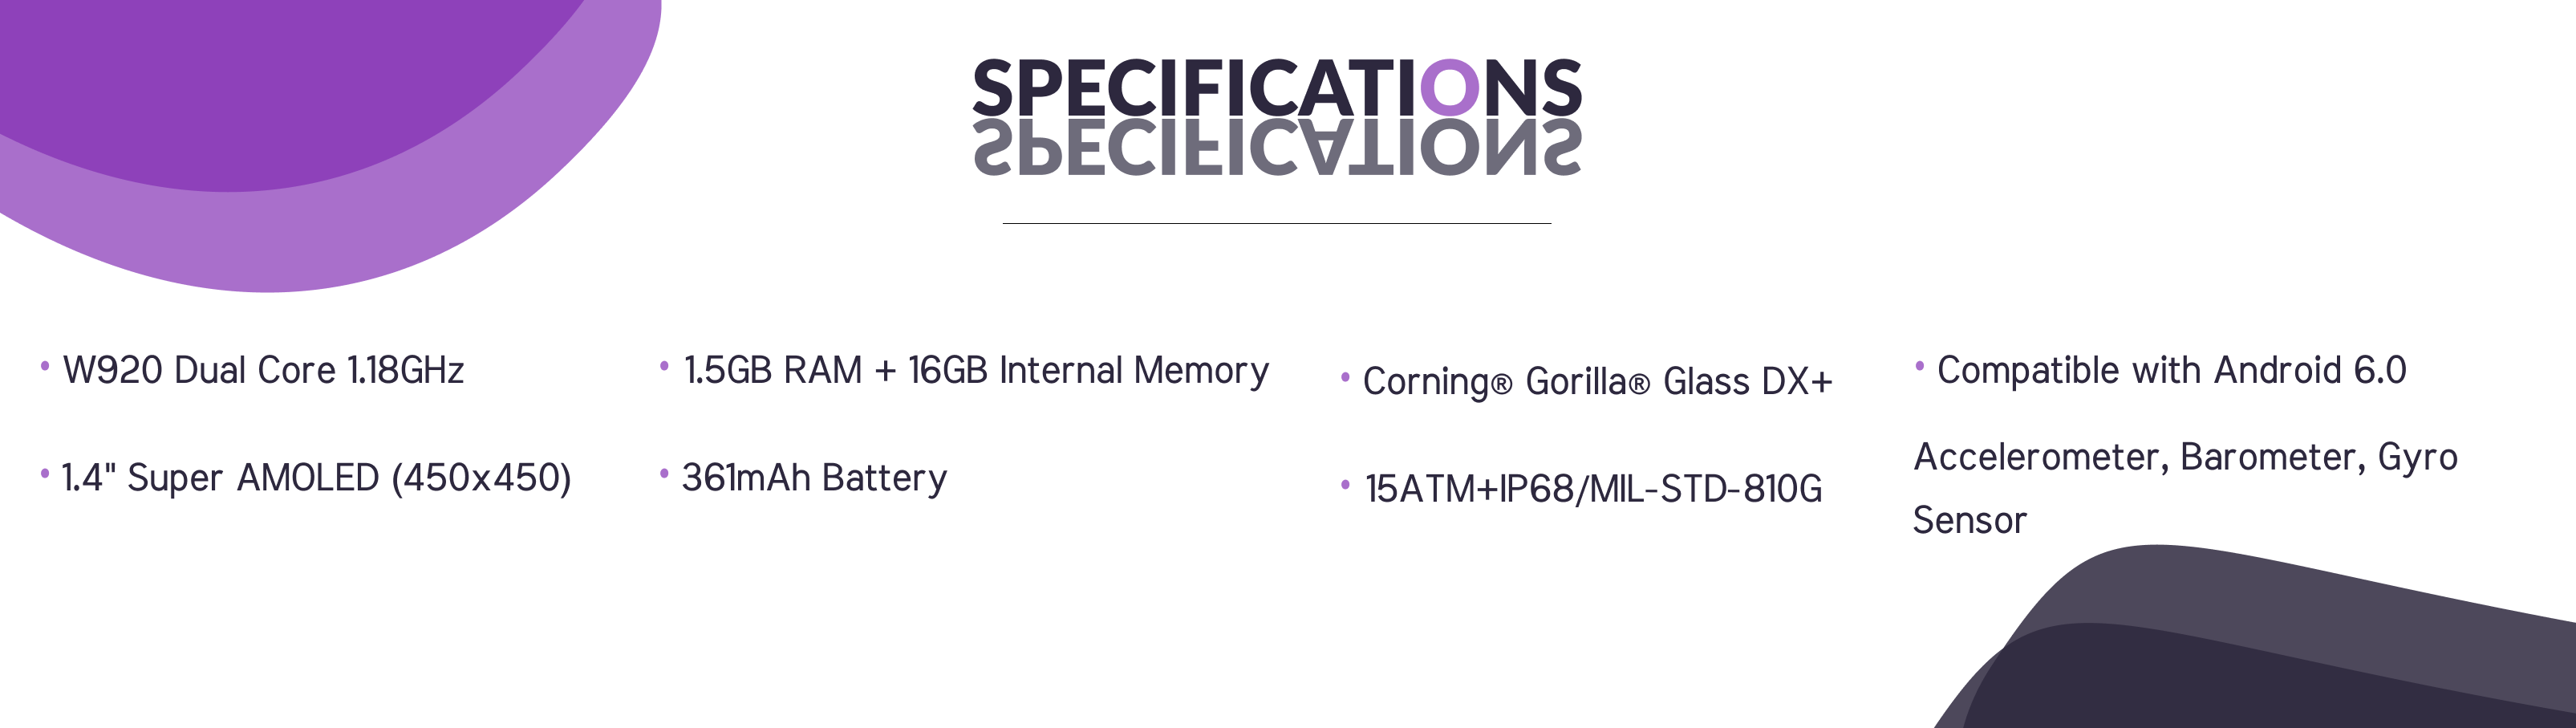 SPECIFICATIONS
SPECIFICATIONS
• W920 Dual Core 1.18GHz
• 1.4" Super AMOLED (450x450)
• 1.5GB RAM + 16GB Internal Memory
• 361mAh Battery
• Corning® Gorilla® Glass DX+
• 15ATM+IP68/MIL-STD-810G
• Compatible with Android 6.0
Accelerometer, Barometer, Gyro
Sensor